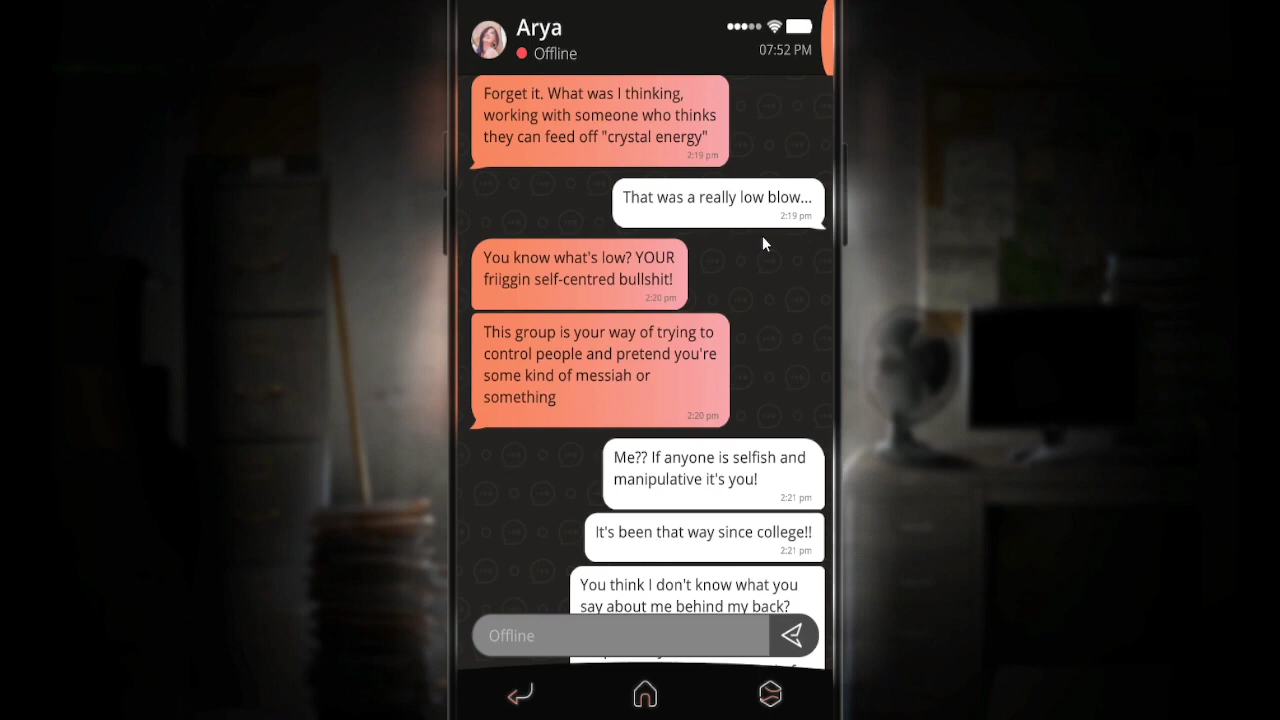 Arya
Offline
07:52 PM
Forget it. What was I thinking,
working with someone who thinks
they can feed off "crystal energy"
2:19 pm
That was a really low blow...
2:19 pm
You know what's low? YOUR
friiggin self-centred bullshit!
2:20 pm
This group is your way of trying to
control people and pretend you're
some kind of messiah or
something
2:20 pm
Me?? If anyone is selfish and
manipulative it's you!
2:21 pm
It's been that way since college!!
2:21 pm
You think I don't know what you
say about me behind my back?
Offline